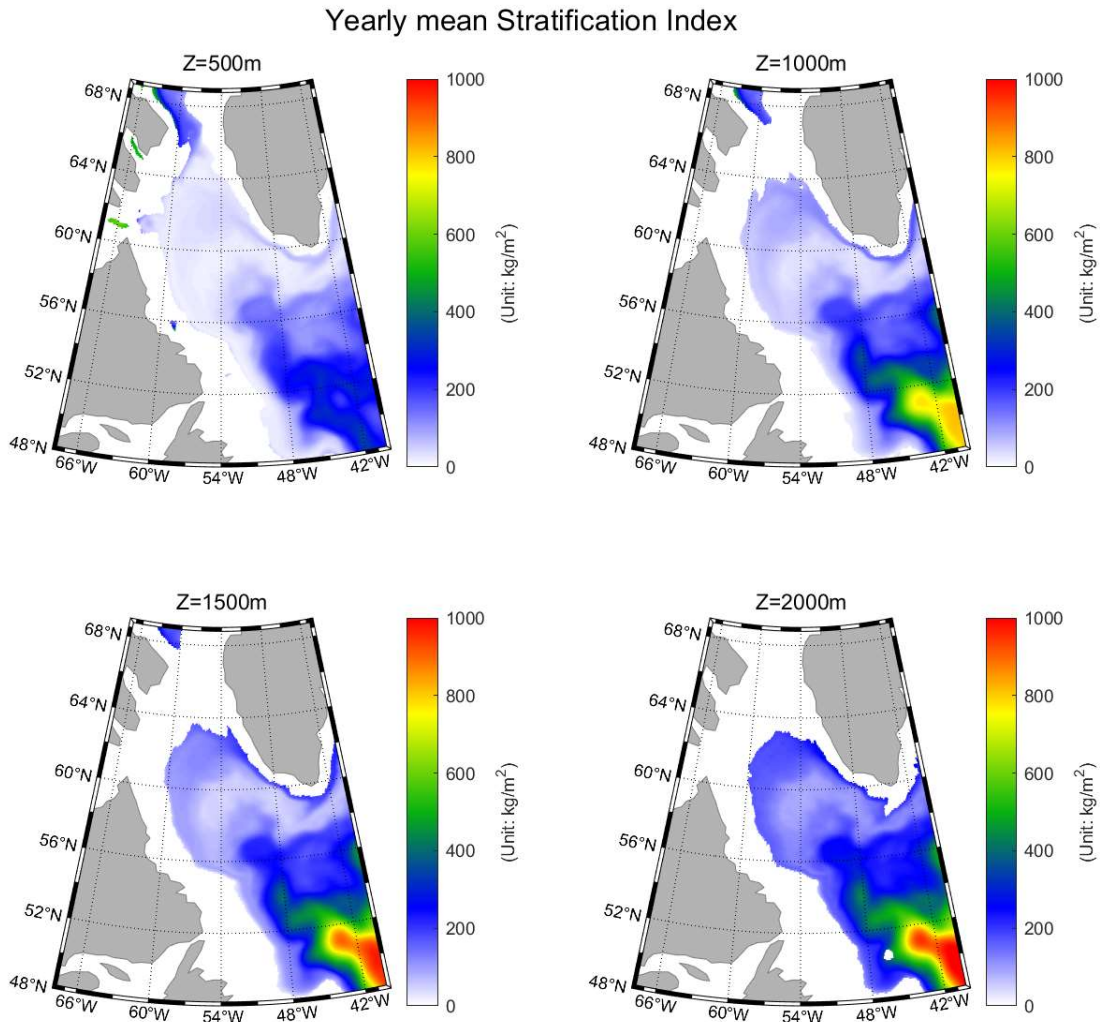 Yearly mean Stratification Index
Z=500m
68°N
64°N
60°N
56°N
52°N
48°N
66°W
60°W
54°W
48°W
42°W
1000
800
600
400
200
0
(Unit: kg/m²)
Z=1000m
68°N
64°N
60°N
56°N
52°N
48°N
66°W
60°W
54°W
48°W
42°W
1000
800
600
400
200
0
(Unit: kg/m²)
Z=1500m
68°N
64°N
60°N
56°N
52°N
48°N
66°W
60°W
54°W
48°W
42°W
1000
800
600
400
200
0
(Unit: kg/m²)
Z=2000m
68°N
64°N
60°N
56°N
52°N
48°N
66°W
60°W
54°W
48°W
42°W
1000
800
600
400
200
0
(Unit: kg/m²)